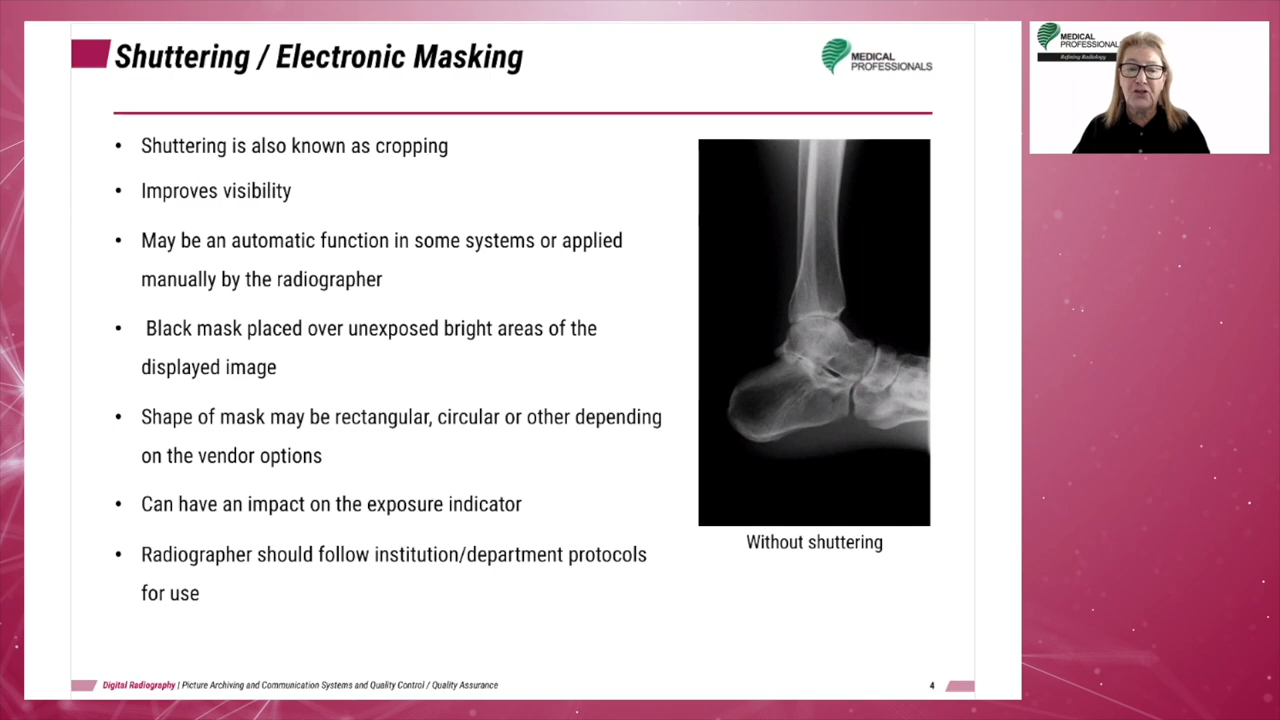 Shuttering / Electronic Masking
MEDICAL
PROFESSIONALS
MEDICAL
PROFESSIONAL
Refining Radiology
• Shuttering is also known as cropping
• Improves visibility
• May be an automatic function in some systems or applied
manually by the radiographer
• Black mask placed over unexposed bright areas of the
displayed image
• Shape of mask may be rectangular, circular or other depending
on the vendor options
• Can have an impact on the exposure indicator
• Radiographer should follow institution/department protocols
for use
Without shuttering
Digital Radiography | Picture Archiving and Communication Systems and Quality Control / Quality Assurance
4